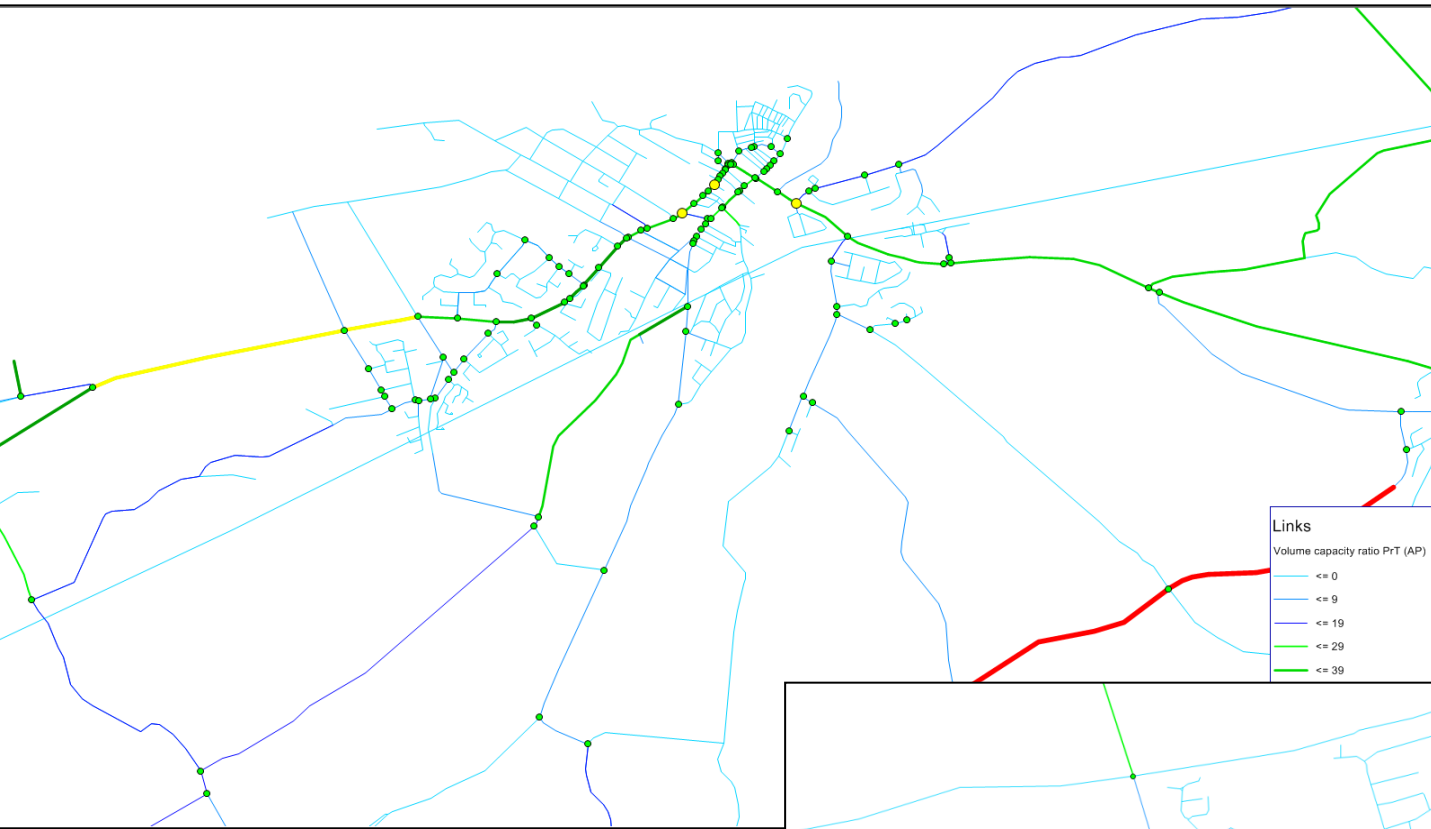 Links
Volume capacity ratio PrT (AP)
<= 0
<= 9
<= 19
<= 29
<= 39